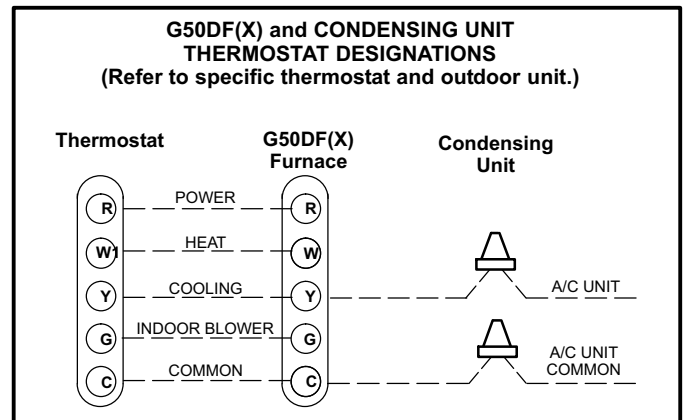 G50DF(X) and CONDENSING UNIT
THERMOSTAT DESIGNATIONS
(Refer to specific thermostat and outdoor unit.)
Thermostat
G50DF(X)
Furnace
Condensing
Unit
R POWER R
W1 HEAT W
Y COOLING Y A/C UNIT
G INDOOR BLOWER G
C COMMON C A/C UNIT
COMMON